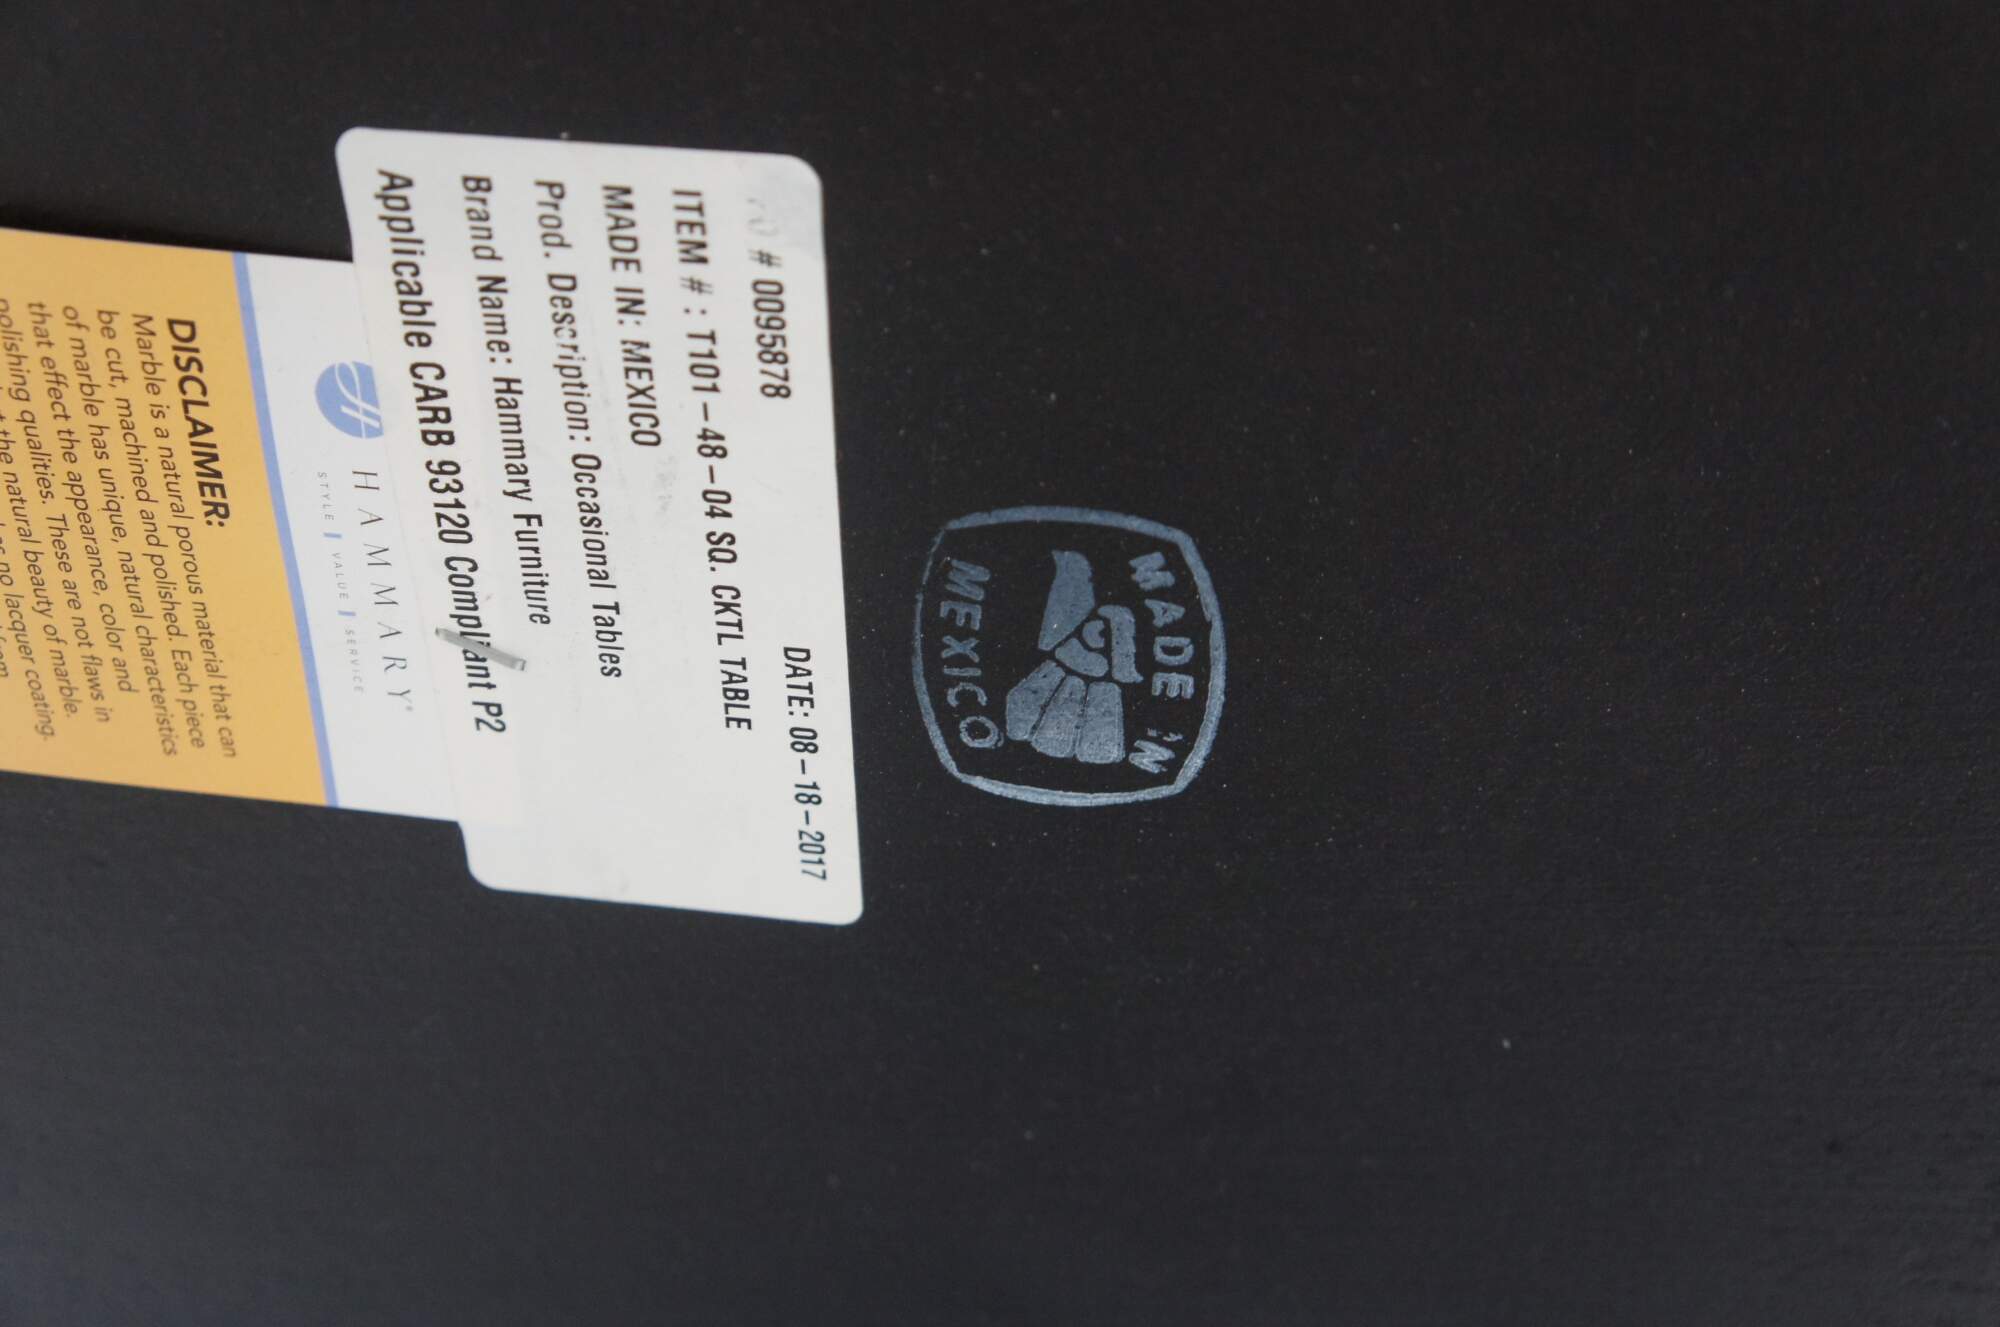 # 0095878
DATE: 08-18-2017
ITEM # : T101-48-04 SQ. CKTL TABLE
MADE IN: MEXICO
Prod. Description: Occasional Tables
Brand Name: Hammary Furniture
Applicable CARB 93120 Compliant P2
HAMMARY®
STYLE | VALUE | SERVICE
DISCLAIMER:
Marble is a natural porous material that can
be cut, machined and polished. Each piece
of marble has unique, natural characteristics
that effect the appearance, color and
polishing qualities. These are not flaws in
the natural beauty of marble.
no lacquer coating.
MADE IN
MEXICO